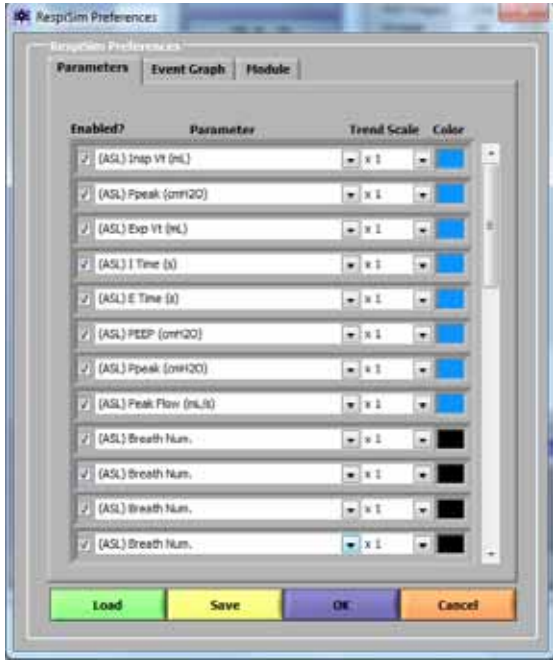 RespiSim Preferences
RespiSim Preferences
Parameters Event Graph Module
Enabled? Parameter Trend Scale Color
(ASL) Insp Vt (mL) x 1
(ASL) Ppeak (cmH2O) x 1
(ASL) Exp Vt (mL) x 1
(ASL) I Time (s) x 1
(ASL) E Time (s) x 1
(ASL) PEEP (cmH2O) x 1
(ASL) Ppeak (cmH2O) x 1
(ASL) Peak Flow (mL/s) x 1
(ASL) Breath Num. x 1
(ASL) Breath Num. x 1
(ASL) Breath Num. x 1
(ASL) Breath Num. x 1
Load Save OK Cancel